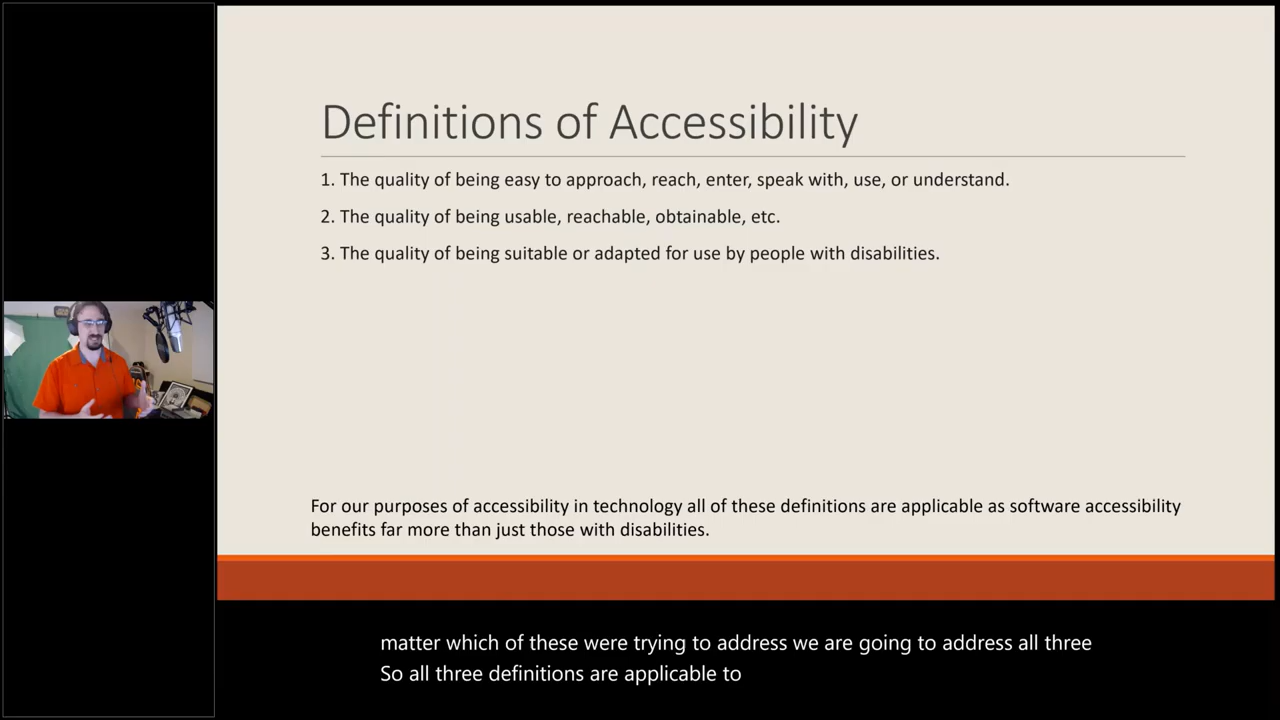 Definitions of Accessibility
1. The quality of being easy to approach, reach, enter, speak with, use, or understand.
2. The quality of being usable, reachable, obtainable, etc.
3. The quality of being suitable or adapted for use by people with disabilities.
For our purposes of accessibility in technology all of these definitions are applicable as software accessibility
benefits far more than just those with disabilities.
matter which of these were trying to address we are going to address all three
So all three definitions are applicable to